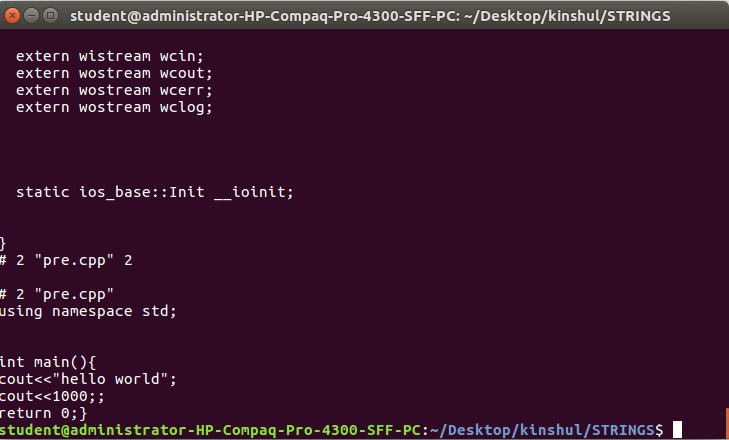 student@administrator-HP-Compaq-Pro-4300-SFF-PC: ~/Desktop/kinshul/STRINGS
extern wistream wcin;
extern wostream wcout;
extern wostream wcerr;
extern wostream wclog;
static ios_base::Init __ioinit;
}
# 2 "pre.cpp" 2
# 2 "pre.cpp"
using namespace std;
int main(){
cout<<"hello world";
cout<<1000;;
return 0;}
student@administrator-HP-Compaq-Pro-4300-SFF-PC:~/Desktop/kinshul/STRINGS$